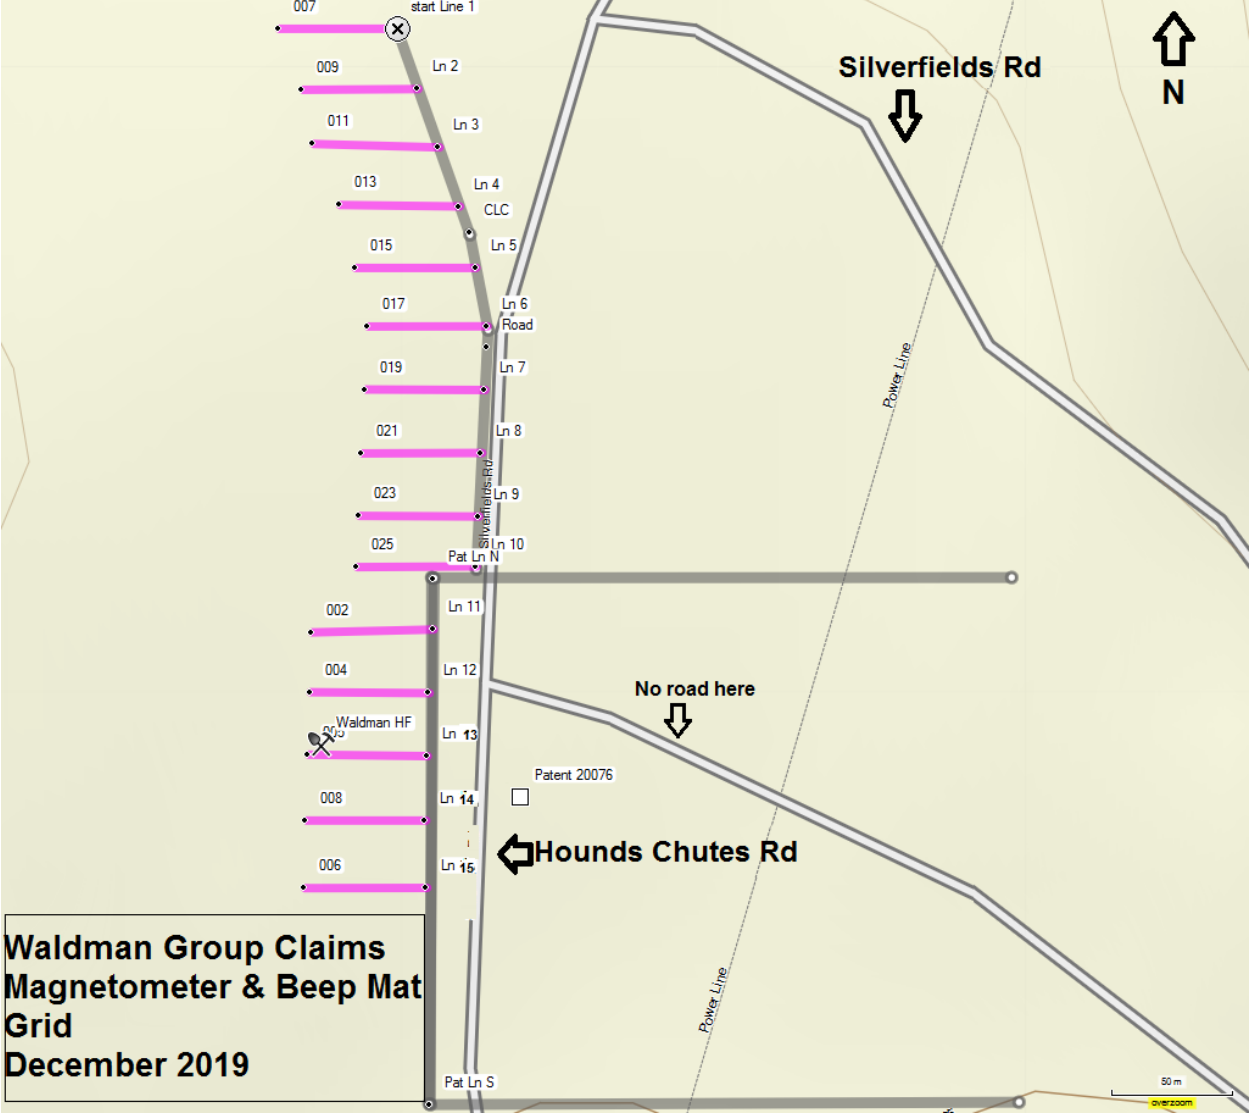 007
start Line 1
Silverfields Rd
N
009
Ln 2
011
Ln 3
013
Ln 4
CLC
015
Ln 5
017
Ln 6
Road
019
Ln 7
Power Line
021
Ln 8
Silverfields Rd
023
Ln 9
025
Ln 10
Pat Ln N
002
Ln 11
004
Ln 12
No road here
Waldman HF
005
Ln 13
Patent 20076
008
Ln 14
Hounds Chutes Rd
006
Ln 15
Waldman Group Claims
Magnetometer & Beep Mat
Grid
December 2019
Power Line
Pat Ln S
50 m
overzoom